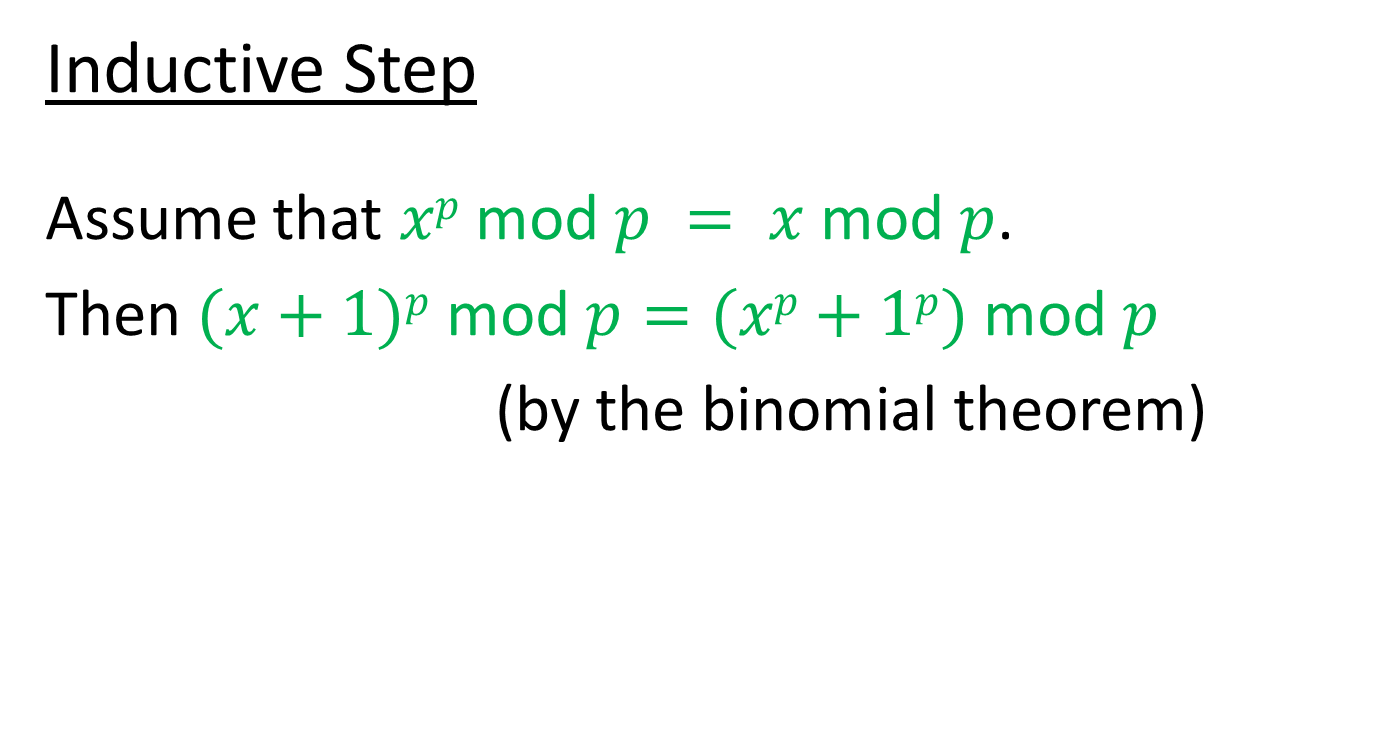 Inductive Step
Assume that xᵖ mod p = x mod p.
Then (x + 1)ᵖ mod p = (xᵖ + 1ᵖ) mod p
(by the binomial theorem)